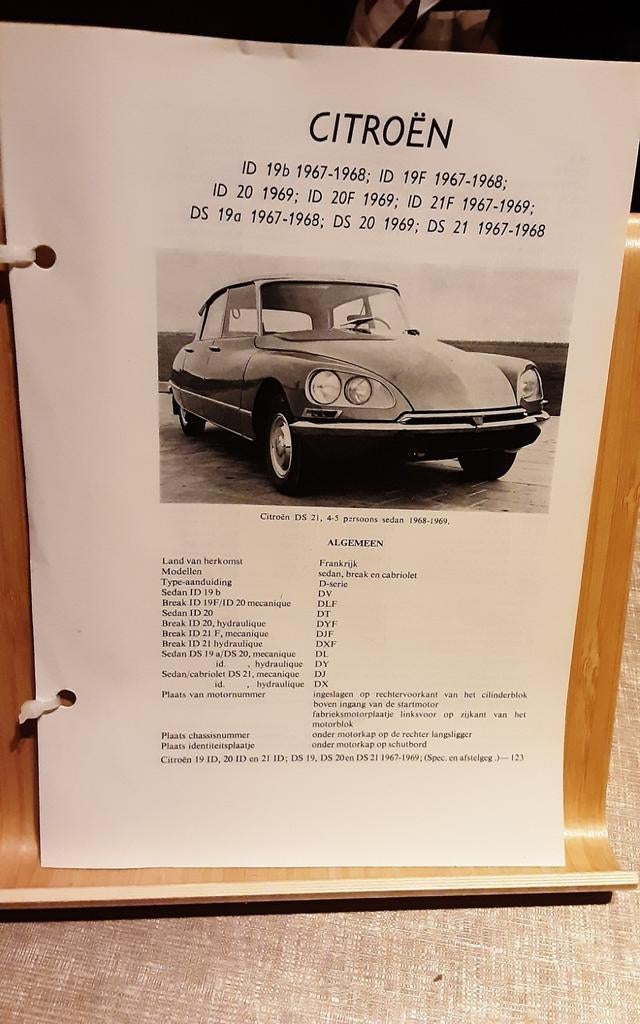 CITROËN
ID 19b 1967-1968; ID 19F 1967-1968;
ID 20 1969; ID 20F 1969; ID 21F 1967-1969;
DS 19a 1967-1968; DS 20 1969; DS 21 1967-1968
Citroën DS 21, 4-5 persoons sedan 1968-1969.
ALGEMEEN
Land van herkomst Frankrijk
Modellen sedan, break en cabriolet
Type-aanduiding D-serie
Sedan ID 19 b DV
Break ID 19F/ID 20 mecanique DLF
Sedan ID 20 DT
Break ID 20, hydraulique DYF
Break ID 21 F, mecanique DJF
Break ID 21 hydraulique DXF
Sedan DS 19 a/DS 20, mecanique DL
id. , hydraulique DY
Sedan/cabriolet DS 21, mecanique DJ
id. , hydraulique DX
Plaats van motornummer ingeslagen op rechtervoorkant van het cilinderblok
boven ingang van de startmotor
fabrieksmotorplaatje linksvoor op zijkant van het
motorblok
Plaats chassisnummer onder motorkap op de rechter langsligger
Plaats identiteitsplaatje onder motorkap op schutbord
Citroën 19 ID, 20 ID en 21 ID; DS 19, DS 20 en DS 21 1967-1969; (Spec. en afstelgeg.)—123